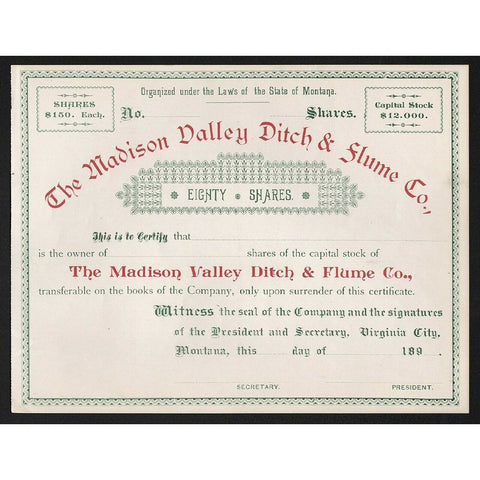 Organized under the Laws of the State of Montana.
SHARES
$150. Each.
No. Shares.
Capital Stock
$12.000.
The Madison Valley Ditch & Flume Co.,
EIGHTY SHARES.
This is to Certify that
is the owner of shares of the capital stock of
The Madison Valley Ditch & Flume Co.,
transferable on the books of the Company, only upon surrender of this certificate.
Witness the seal of the Company and the signatures
of the President and Secretary, Virginia City,
Montana, this day of 189 .
SECRETARY. PRESIDENT.